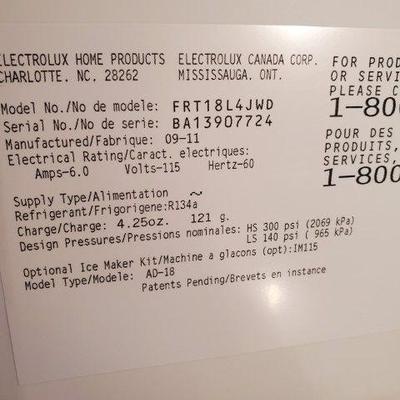 ELECTROLUX HOME PRODUCTS ELECTROLUX CANADA CORP.
CHARLOTTE, NC, 28262 MISSISSAUGA, ONT.
FOR PROD
OR SERVI
PLEASE C
1-800
Model No./No de modele: FRT18L4JWD
Serial No./No de serie: BA13907724
Manufactured/Fabrique: 09-11
Electrical Rating/Caract. electriques:
Amps-6.0 Volts-115 Hertz-60
POUR DES
PRODUITS,
SERVICES,
1-800
Supply Type/Alimentation ~
Refrigerant/Frigorigene:R134a
Charge/Charge: 4.25oz. 121 g.
Design Pressures/Pressions nominales: HS 300 psi (2069 kPa)
LS 140 psi ( 965 kPa)
Optional Ice Maker Kit/Machine a glacons (opt):IM115
Model Type/Modele: AD-18
Patents Pending/Brevets en instance